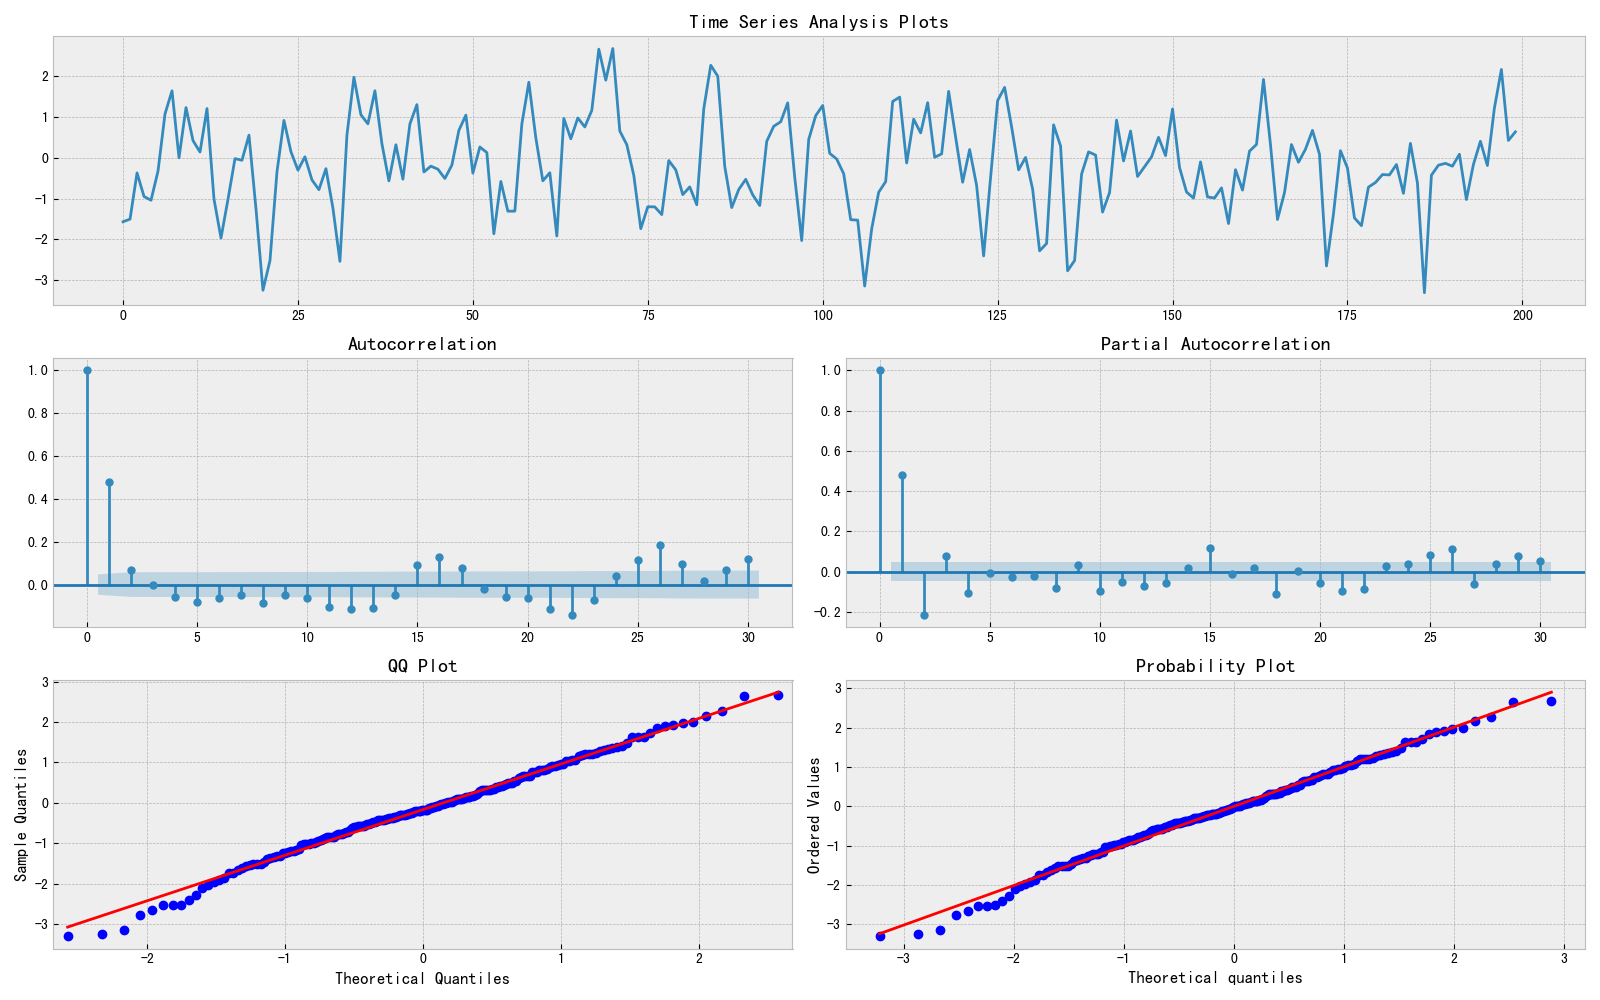 Time Series Analysis Plots
2
1
0
−1
−2
−3
0 25 50 75 100 125 150 175 200
Autocorrelation
1.0
0.8
0.6
0.4
0.2
0.0
0 5 10 15 20 25 30
Partial Autocorrelation
1.0
0.8
0.6
0.4
0.2
0.0
−0.2
0 5 10 15 20 25 30
QQ Plot
Sample Quantiles
3
2
1
0
−1
−2
−3
−2 −1 0 1 2
Theoretical Quantiles
Probability Plot
Ordered Values
3
2
1
0
−1
−2
−3
−3 −2 −1 0 1 2 3
Theoretical quantiles